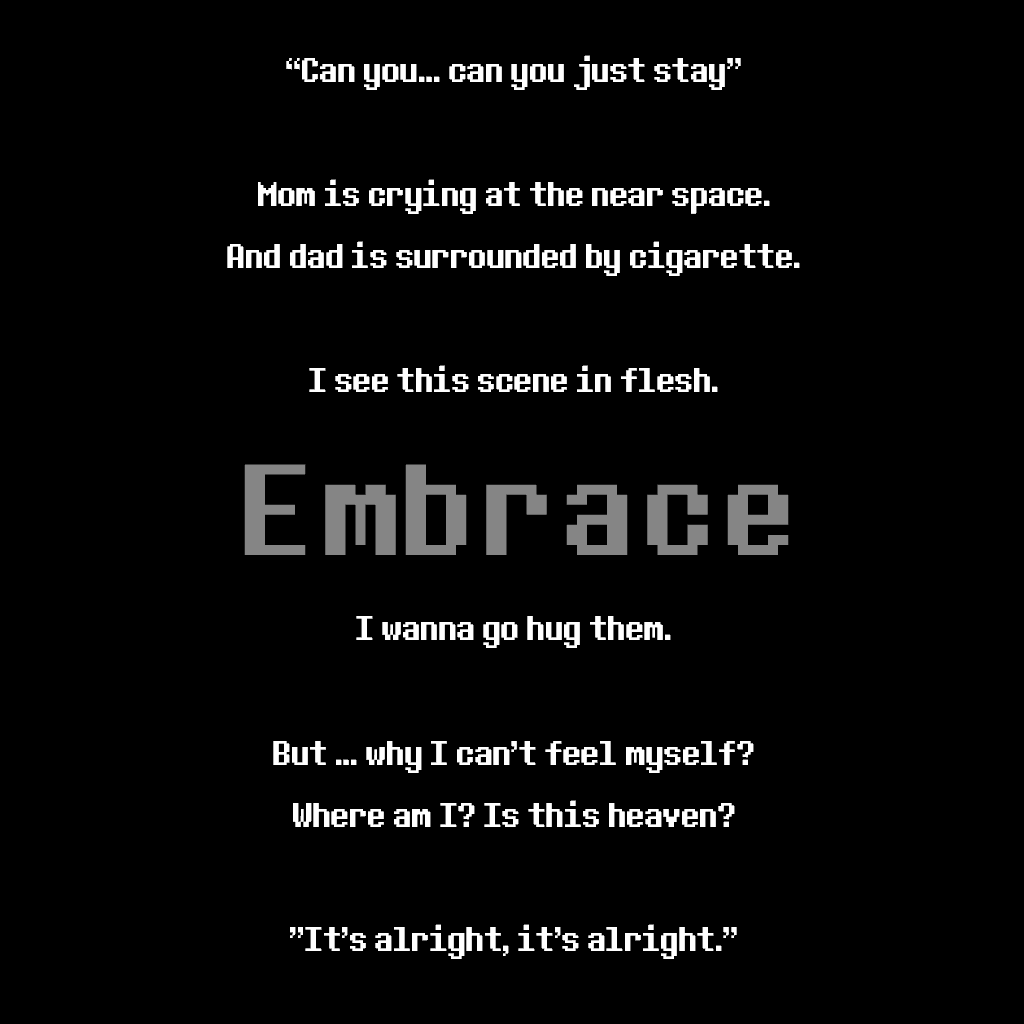 “Can you... can you just stay”
Mom is crying at the near space.
And dad is surrounded by cigarette.
I see this scene in flesh.
Embrace
I wanna go hug them.
But ... why I can’t feel myself?
Where am I? Is this heaven?
”It’s alright, it’s alright.”